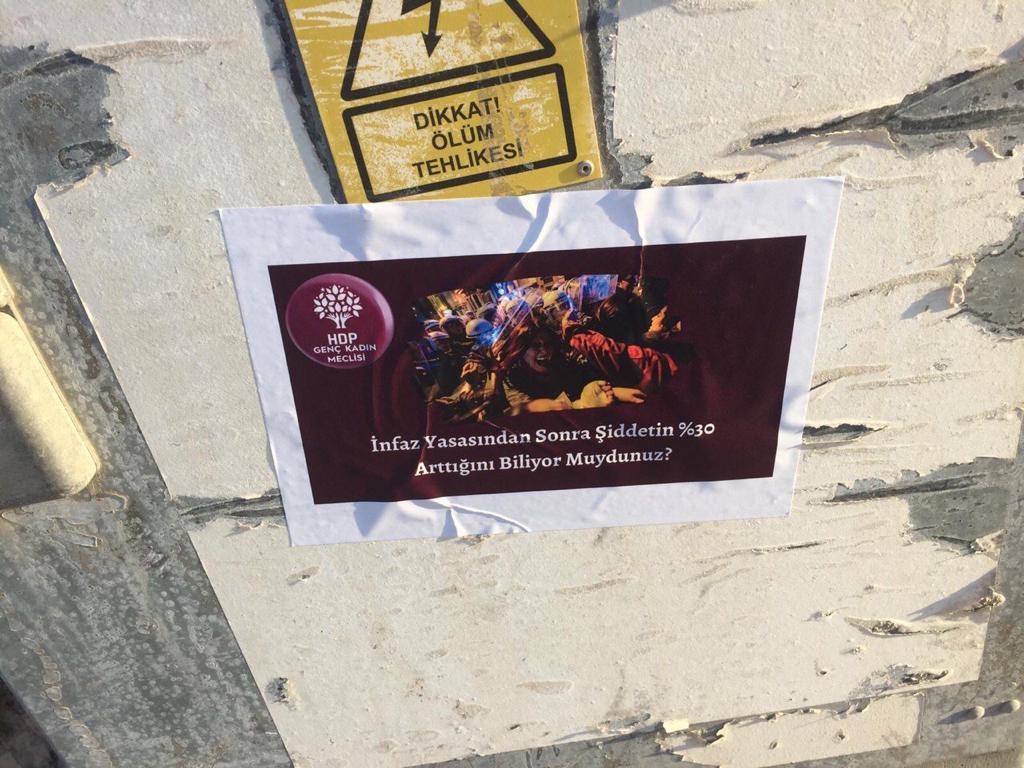 DİKKAT!
ÖLÜM
TEHLİKESİ
HDP
GENÇ KADIN
MECLİSİ
İnfaz Yasasından Sonra Şiddetin %30
Arttığını Biliyor Muydunuz?